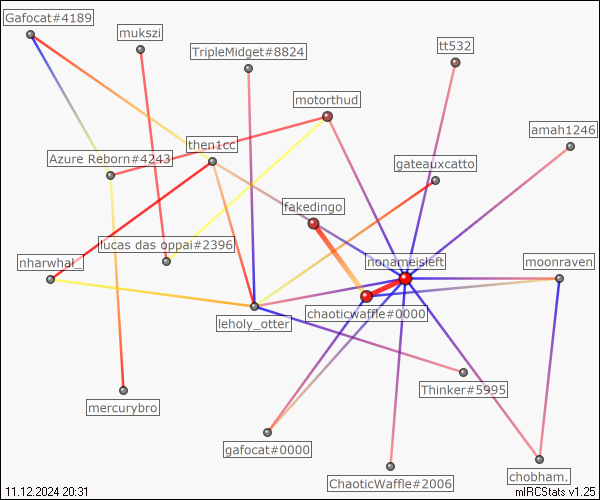 Gafocat#4189
mukszi
TripleMidget#8824
tt532
motorthud
amah1246
then1cc
Azure Reborn#4243
gateauxcatto
fakedingo
lucas das oppai#2396
nharwhal_
nonameisleft
moonraven
chaoticwaffle#0000
leholy_otter
Thinker#5995
mercurybro
gafocat#0000
ChaoticWaffle#2006
chobham.
11.12.2024 20:31
mIRCStats v1.25